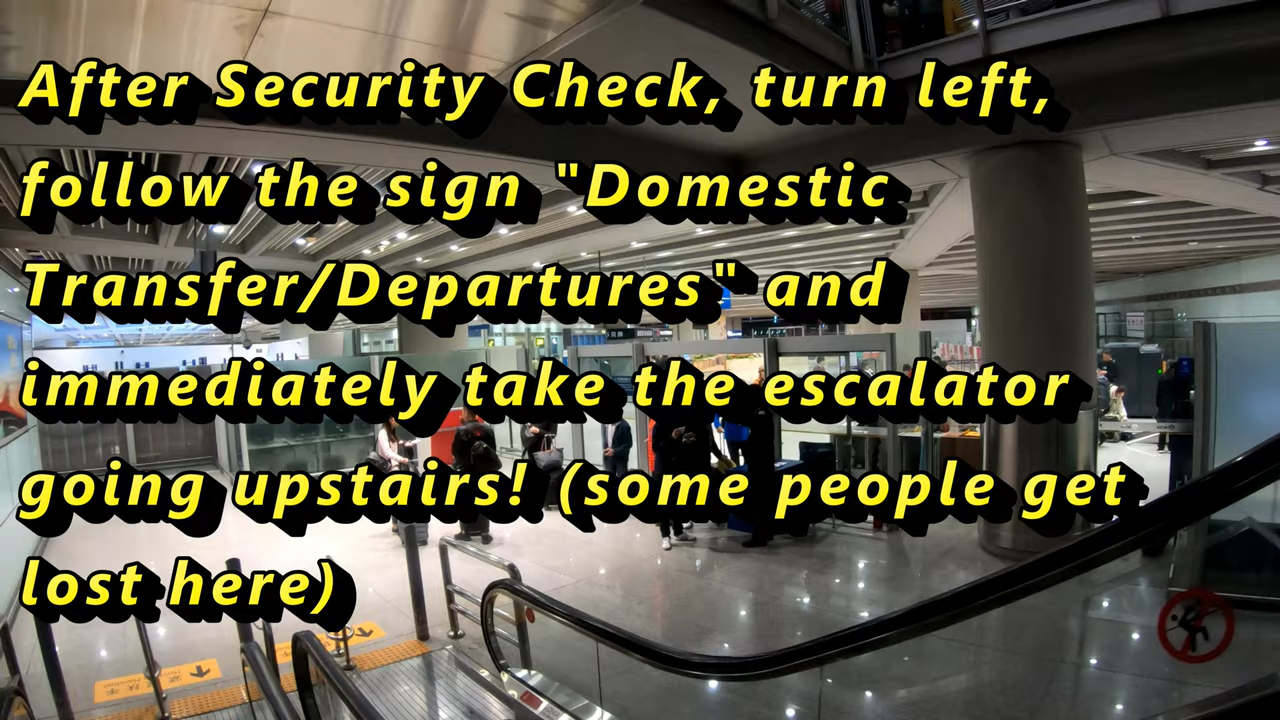 After Security Check, turn left,
follow the sign "Domestic
Transfer/Departures" and
immediately take the escalator
going upstairs! (some people get
lost here)